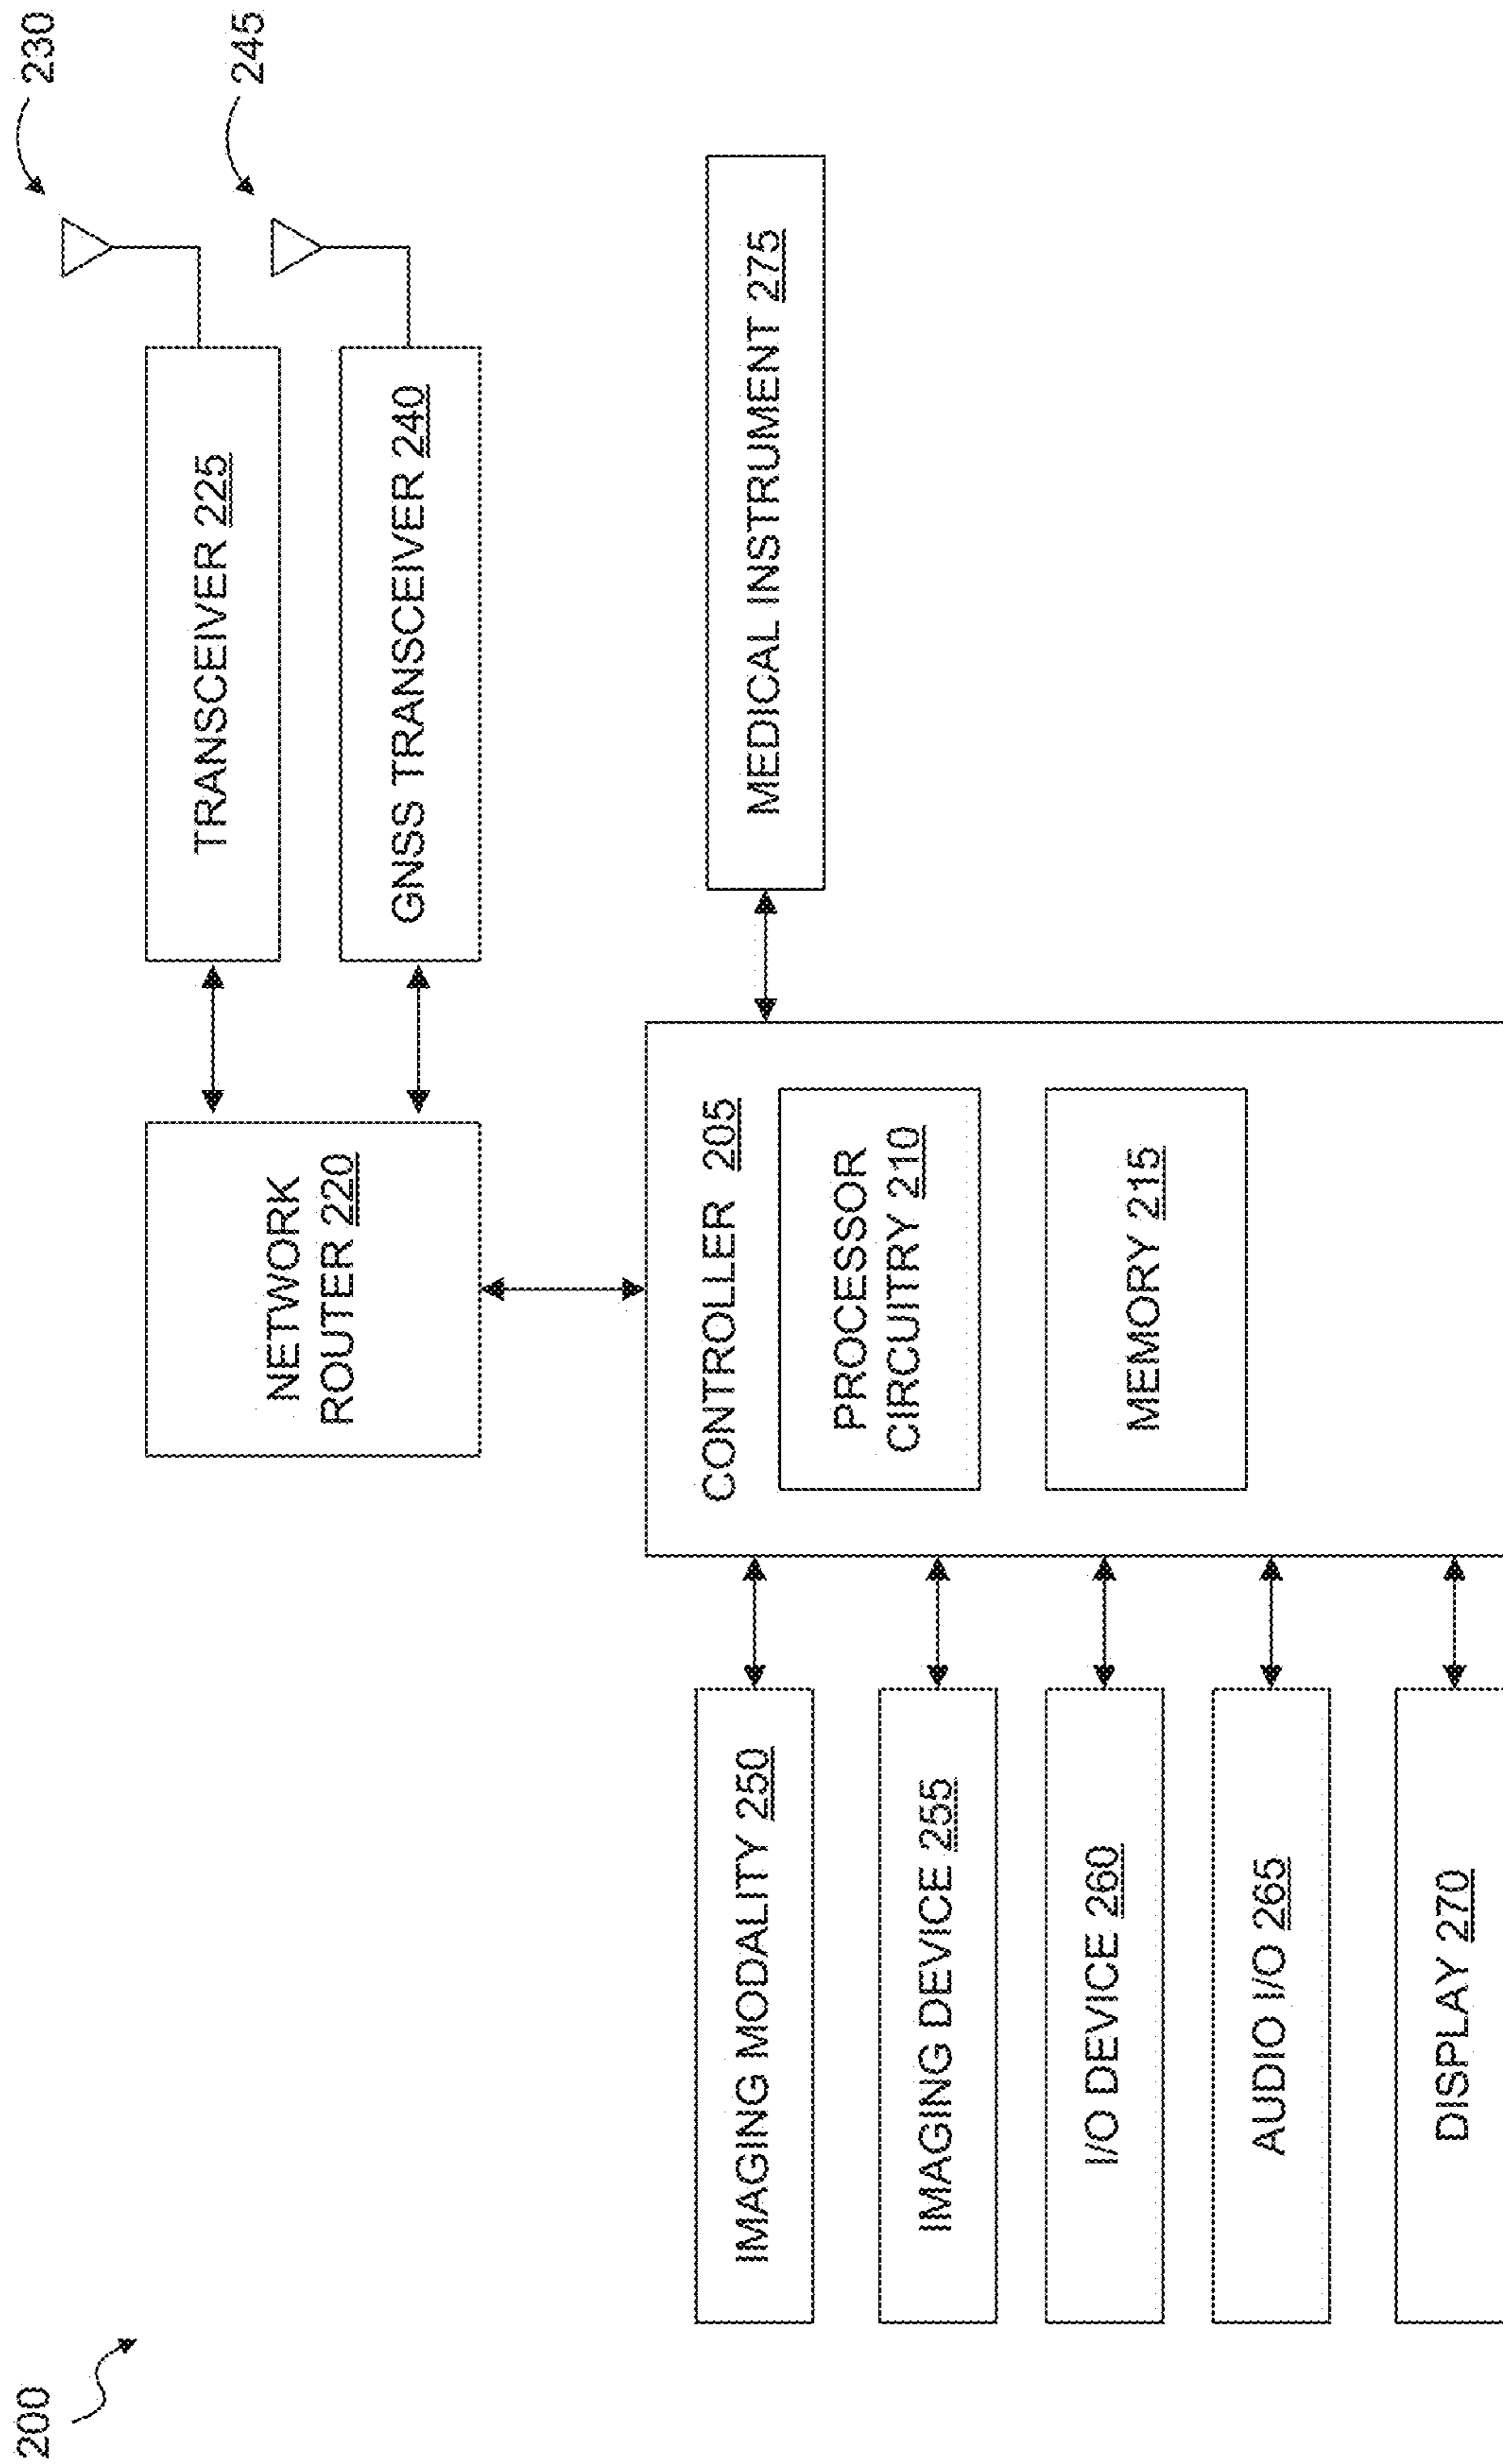 200
230
245
TRANSCEIVER 225
GNSS TRANSCEIVER 240
NETWORK
ROUTER 220
MEDICAL INSTRUMENT 275
CONTROLLER 205
PROCESSOR
CIRCUITRY 210
MEMORY 215
IMAGING MODALITY 250
IMAGING DEVICE 255
I/O DEVICE 260
AUDIO I/O 265
DISPLAY 270